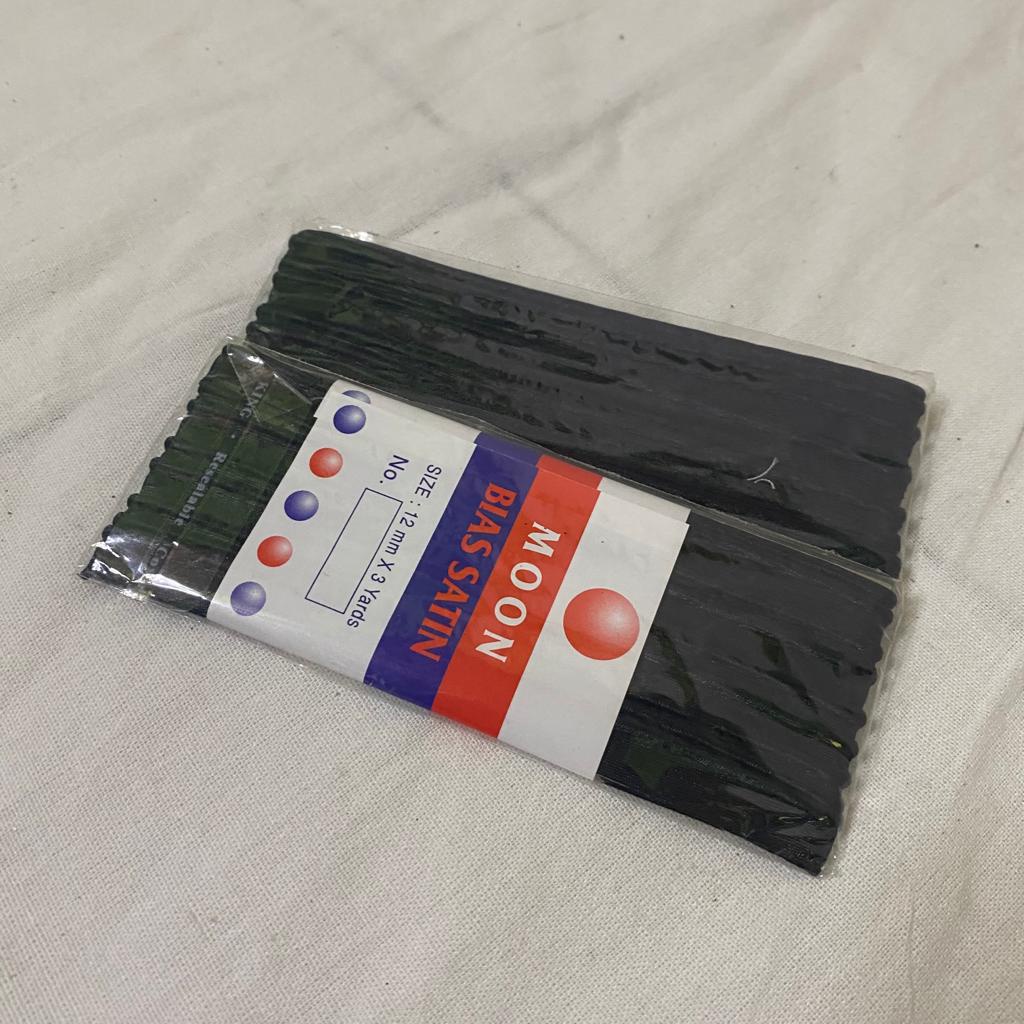 MOON
BIAS SATIN
SIZE : 12 mm X 3 Yards
No.
Resealable